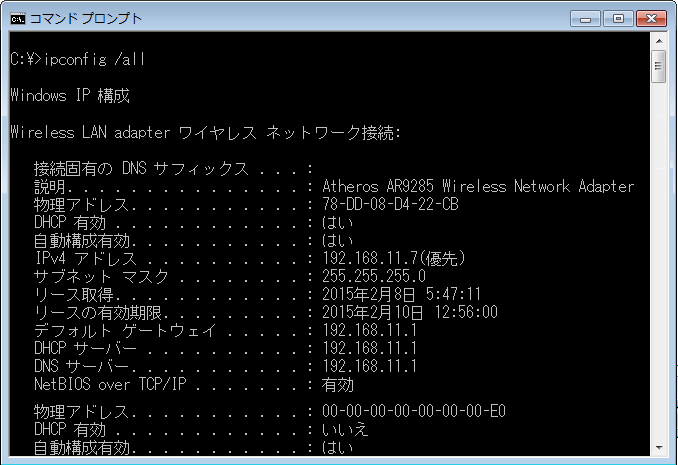 コマンド プロンプト
C:¥>ipconfig /all
Windows IP 構成
Wireless LAN adapter ワイヤレス ネットワーク接続:
接続固有の DNS サフィックス . . . :
説明. . . . . . . . . . . . . . . : Atheros AR9285 Wireless Network Adapter
物理アドレス. . . . . . . . . . . : 78-DD-08-D4-22-CB
DHCP 有効 . . . . . . . . . . . . : はい
自動構成有効. . . . . . . . . . . : はい
IPv4 アドレス . . . . . . . . . . : 192.168.11.7(優先)
サブネット マスク . . . . . . . . : 255.255.255.0
リース取得. . . . . . . . . . . . : 2015年2月8日 5:47:11
リースの有効期限. . . . . . . . . : 2015年2月10日 12:56:00
デフォルト ゲートウェイ . . . . . : 192.168.11.1
DHCP サーバー . . . . . . . . . . : 192.168.11.1
DNS サーバー. . . . . . . . . . . : 192.168.11.1
NetBIOS over TCP/IP . . . . . . . : 有効
物理アドレス. . . . . . . . . . . : 00-00-00-00-00-00-00-E0
DHCP 有効 . . . . . . . . . . . . : いいえ
自動構成有効. . . . . . . . . . . : はい